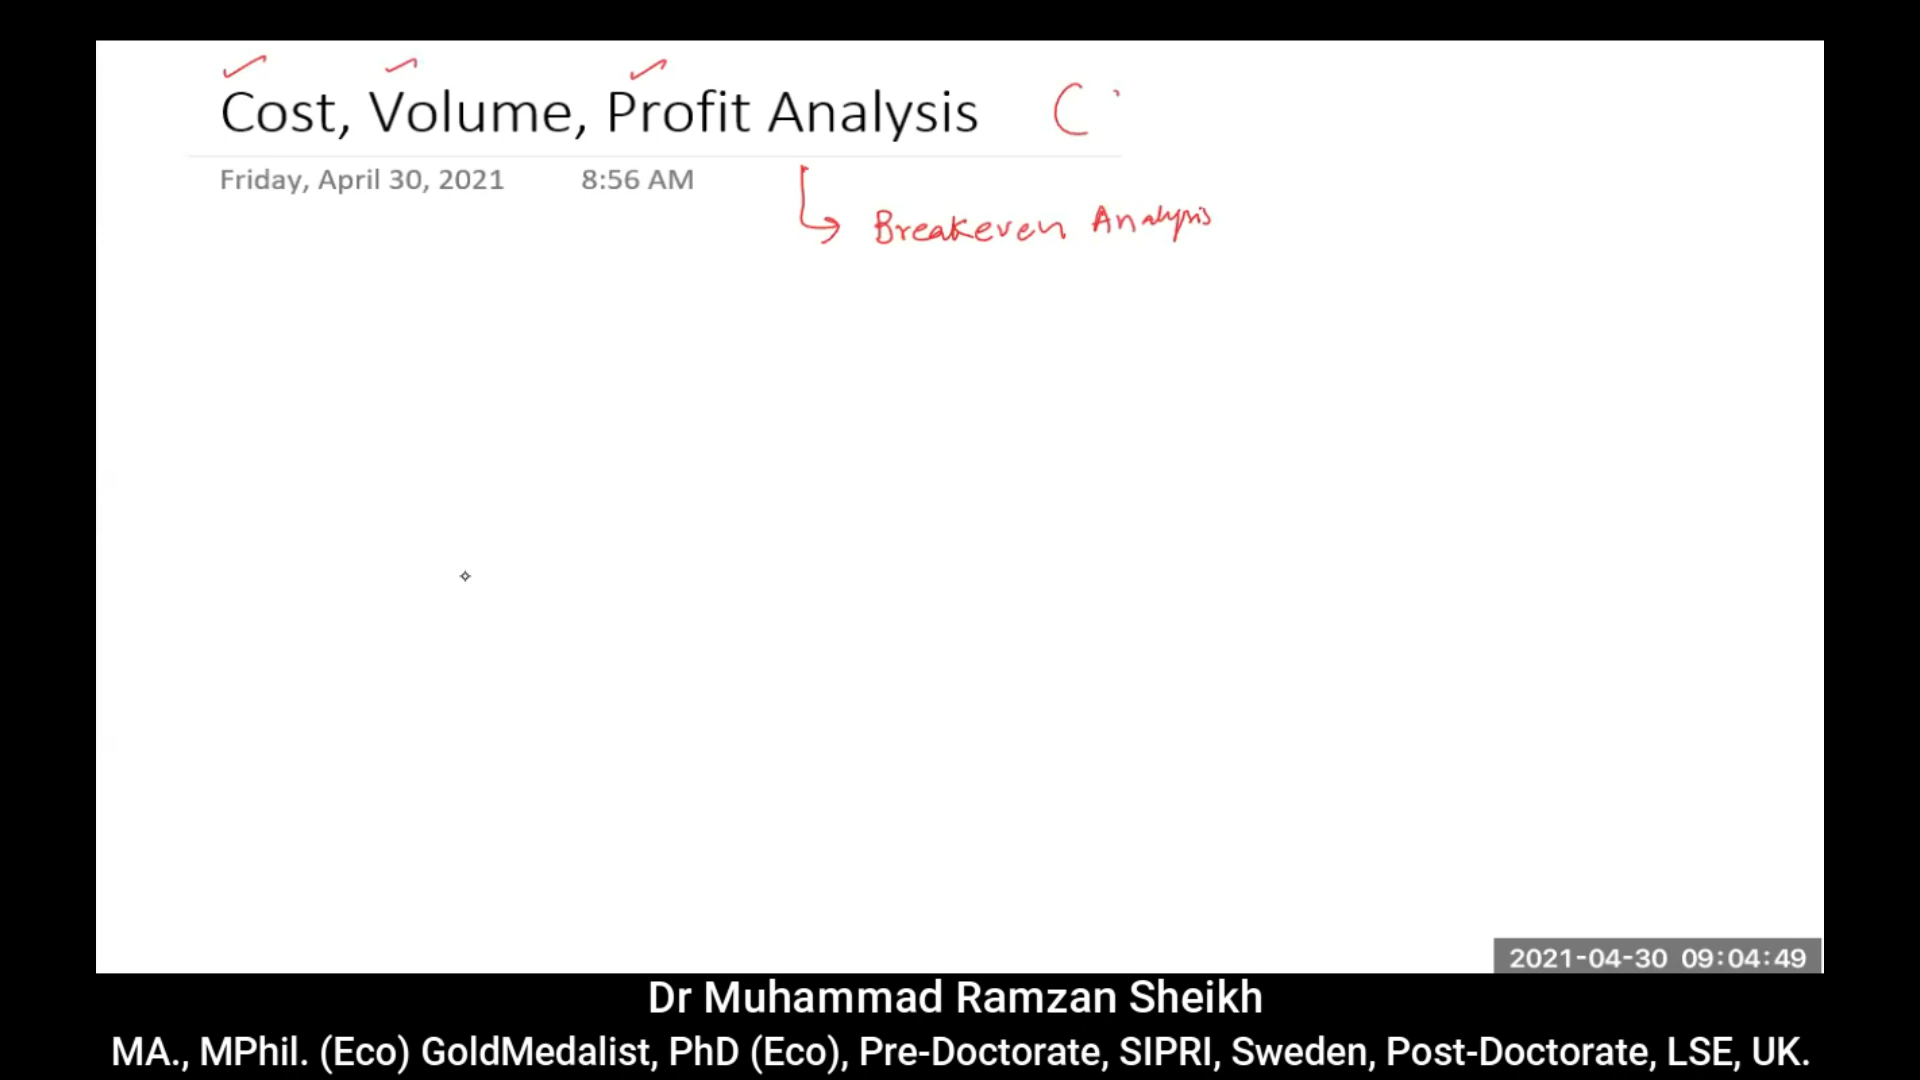 Cost, Volume, Profit Analysis C
Friday, April 30, 2021 8:56 AM
Breakeven Analysis
2021-04-30 09:04:49
Dr Muhammad Ramzan Sheikh
MA., MPhil. (Eco) GoldMedalist, PhD (Eco), Pre-Doctorate, SIPRI, Sweden, Post-Doctorate, LSE, UK.